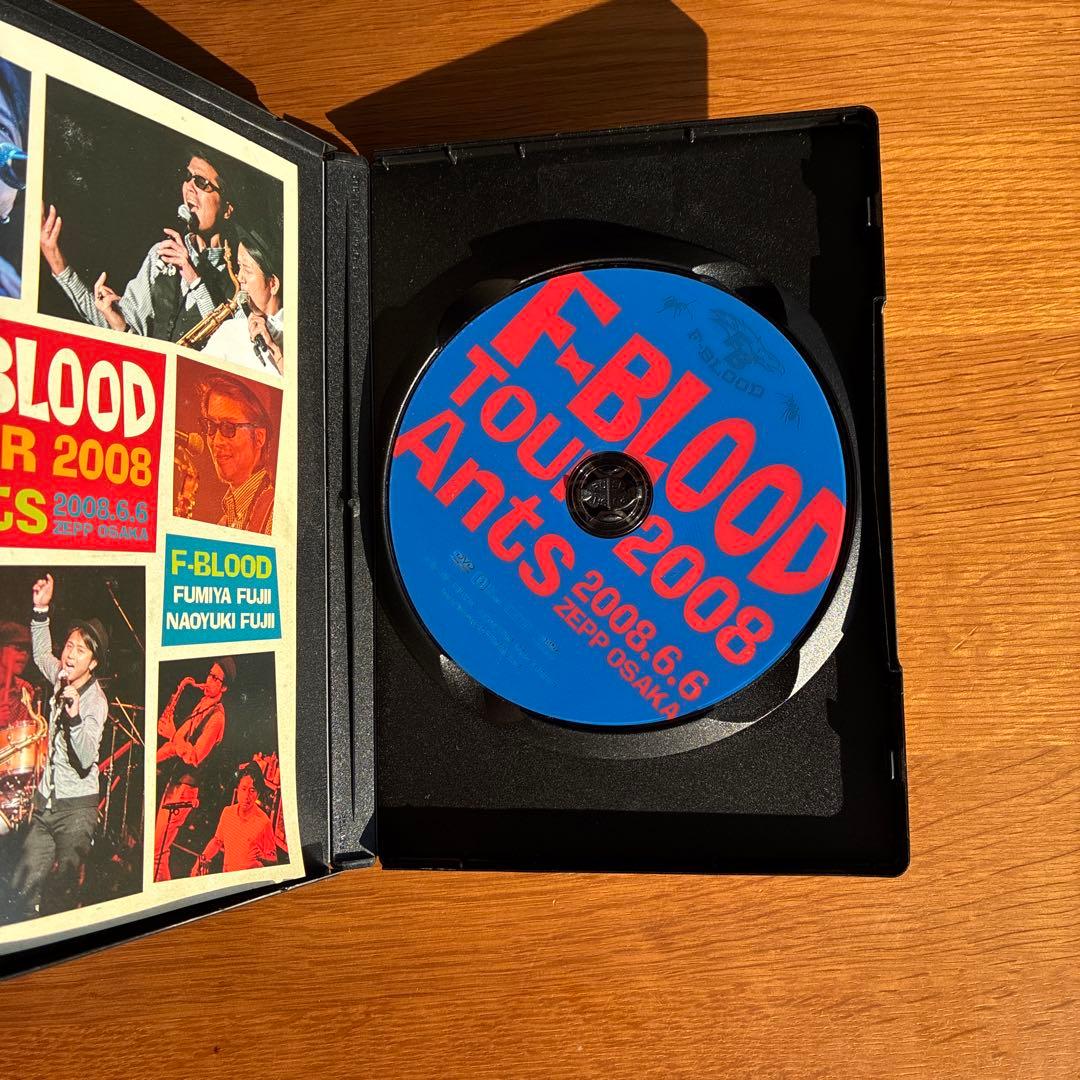 BLOOD
R 2008
ts 2008.6.6
ZEPP OSAKA
F-BLOOD
FUMIYA FUJII
NAOYUKI FUJII
F-BLOOD
F-BLOOD
Tour 2008
Ants 2008.6.6
ZEPP OSAKA